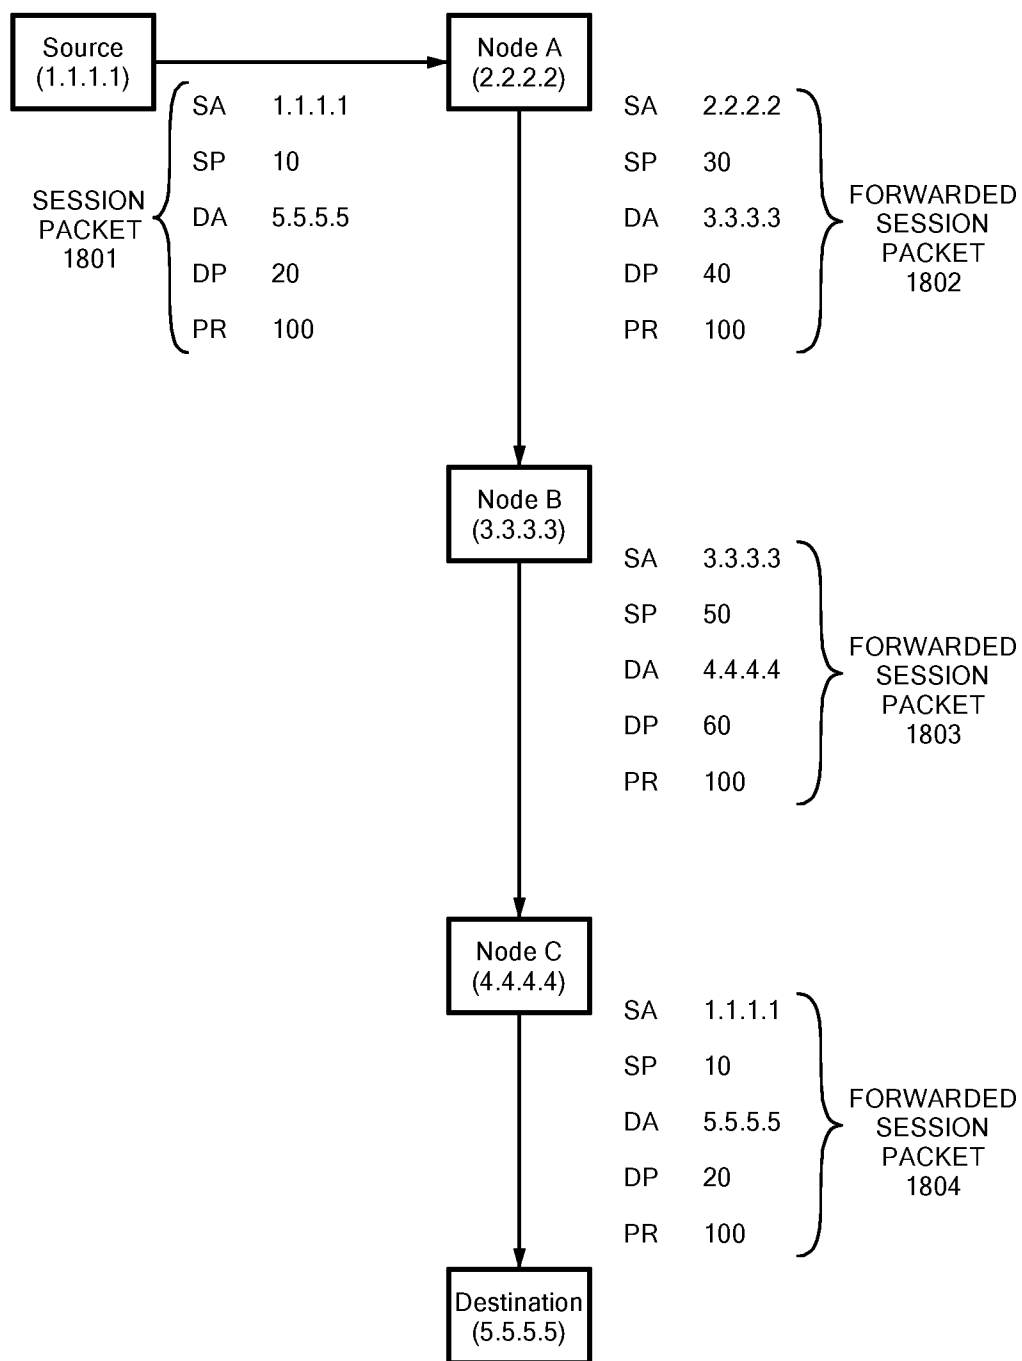 Source
(1.1.1.1)
Node A
(2.2.2.2)
SESSION
PACKET
1801
SA 1.1.1.1
SP 10
DA 5.5.5.5
DP 20
PR 100
SA 2.2.2.2
SP 30
DA 3.3.3.3
DP 40
PR 100
FORWARDED
SESSION
PACKET
1802
Node B
(3.3.3.3)
SA 3.3.3.3
SP 50
DA 4.4.4.4
DP 60
PR 100
FORWARDED
SESSION
PACKET
1803
Node C
(4.4.4.4)
SA 1.1.1.1
SP 10
DA 5.5.5.5
DP 20
PR 100
FORWARDED
SESSION
PACKET
1804
Destination
(5.5.5.5)